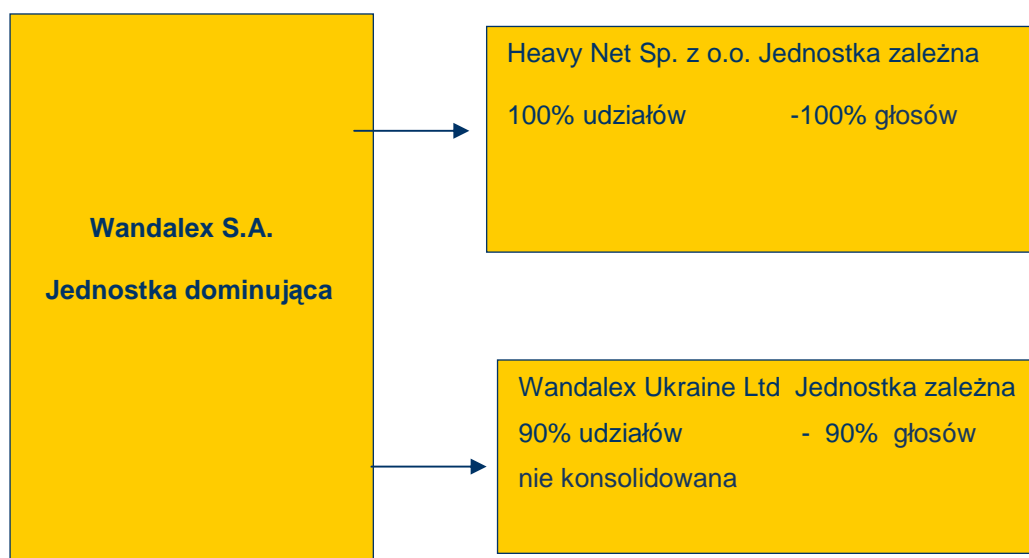 Wandalex S.A.
Jednostka dominująca
Heavy Net Sp. z o.o. Jednostka zależna
100% udziałów -100% głosów
Wandalex Ukraine Ltd Jednostka zależna
90% udziałów - 90% głosów
nie konsolidowana